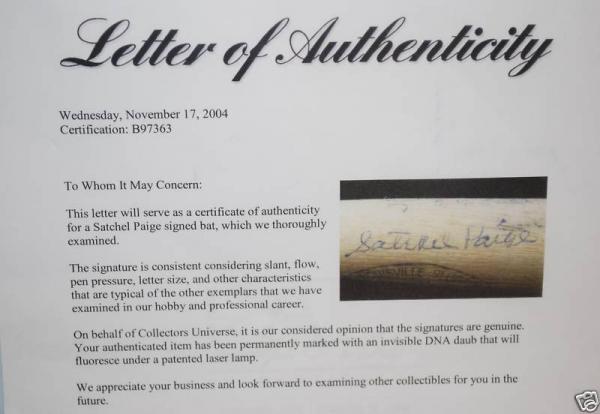 Letter of Authenticity
Wednesday, November 17, 2004
Certification: B97363
To Whom It May Concern:
This letter will serve as a certificate of authenticity
for a Satchel Paige signed bat, which we thoroughly
examined.
The signature is consistent considering slant, flow,
pen pressure, letter size, and other characteristics
that are typical of the other exemplars that we have
examined in our hobby and professional career.
Satchel Paige
On behalf of Collectors Universe, it is our considered opinion that the signatures are genuine.
Your authenticated item has been permanently marked with an invisible DNA daub that will
fluoresce under a patented laser lamp.
We appreciate your business and look forward to examining other collectibles for you in the
future.